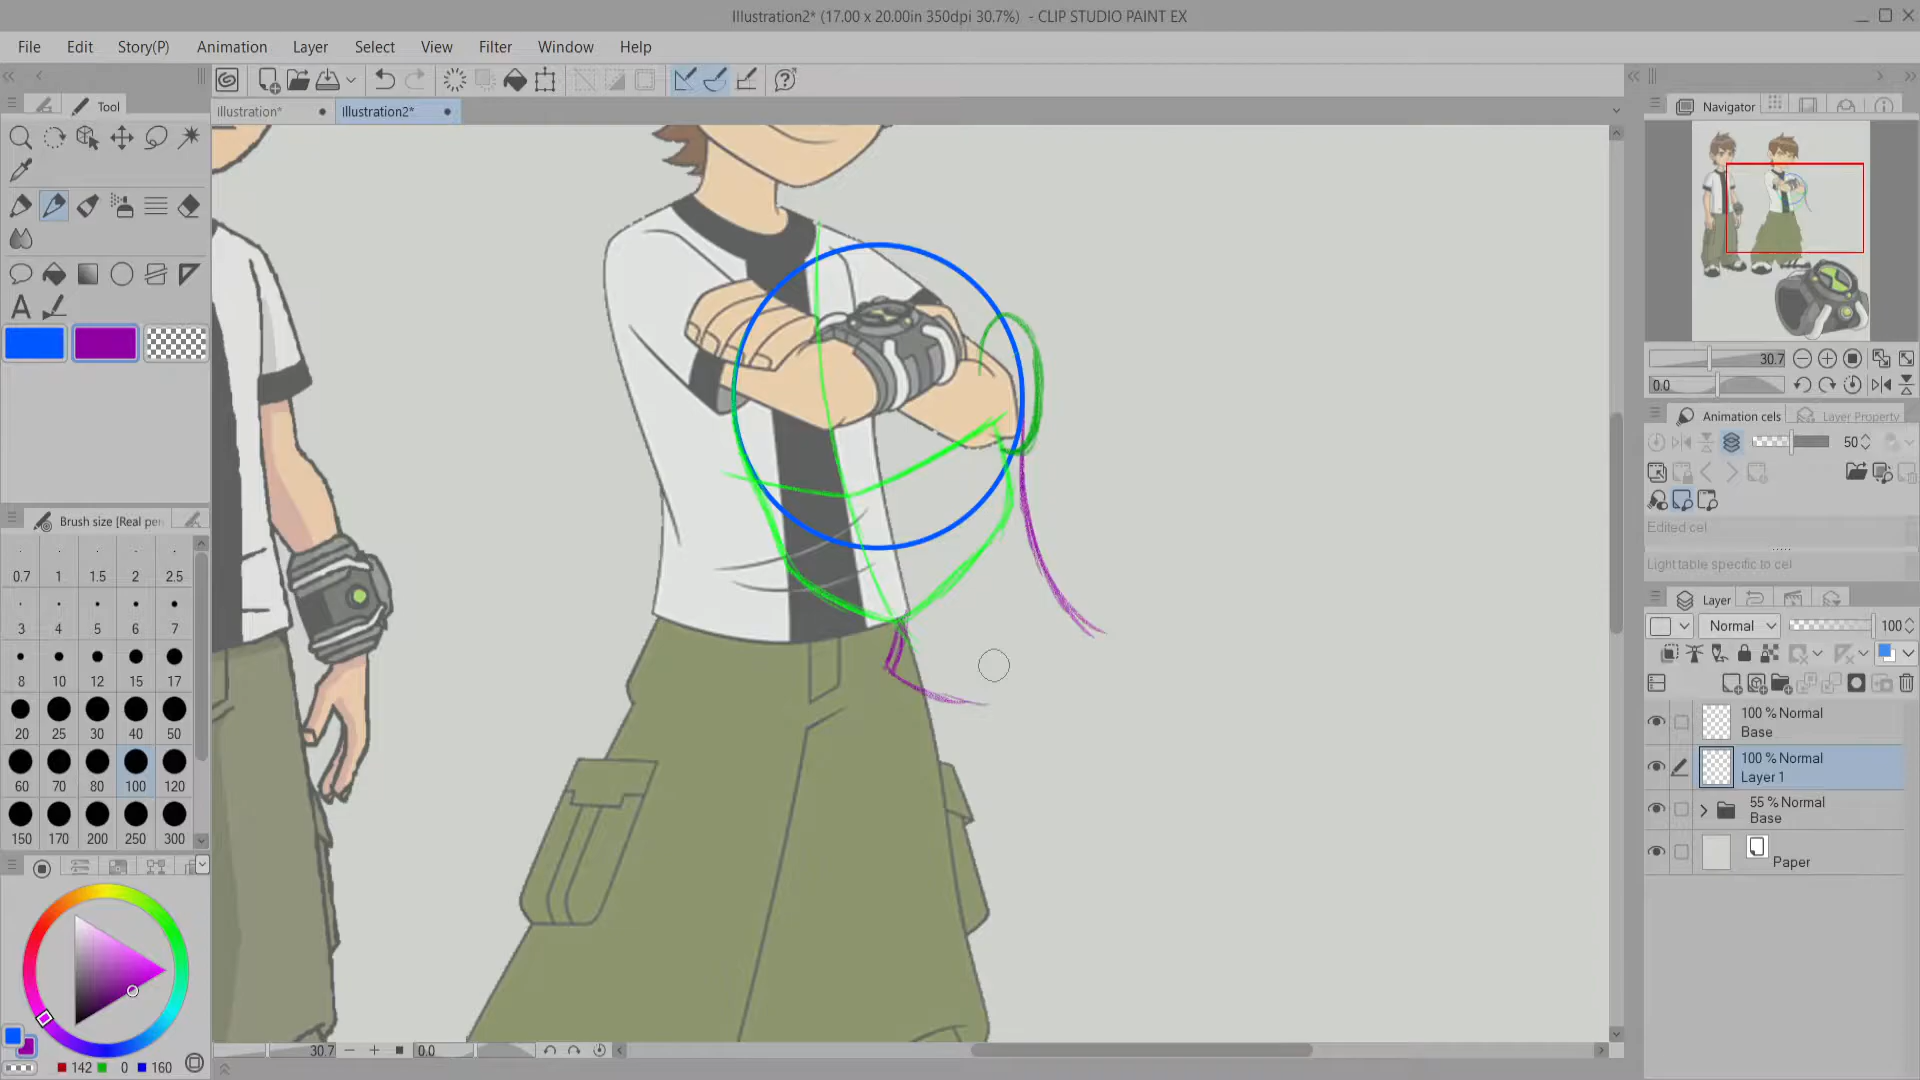 Illustration2* (17.00 x 20.00in 350dpi 30.7%) - CLIP STUDIO PAINT EX
File Edit Story(P) Animation Layer Select View Filter Window Help
Tool
Illustration* Illustration2*
Navigator
30.7
0.0
Animation cels Layer Property
50
Edited cel
Light table specific to cel
Brush size [Real pen
0.7 1 1.5 2 2.5
3 4 5 6 7
8 10 12 15 17
20 25 30 40 50
60 70 80 100 120
150 170 200 250 300
Layer
Normal 100
100 % Normal
Base
100 % Normal
Layer 1
55 % Normal
Base
Paper
30.7 0.0
142 0 160